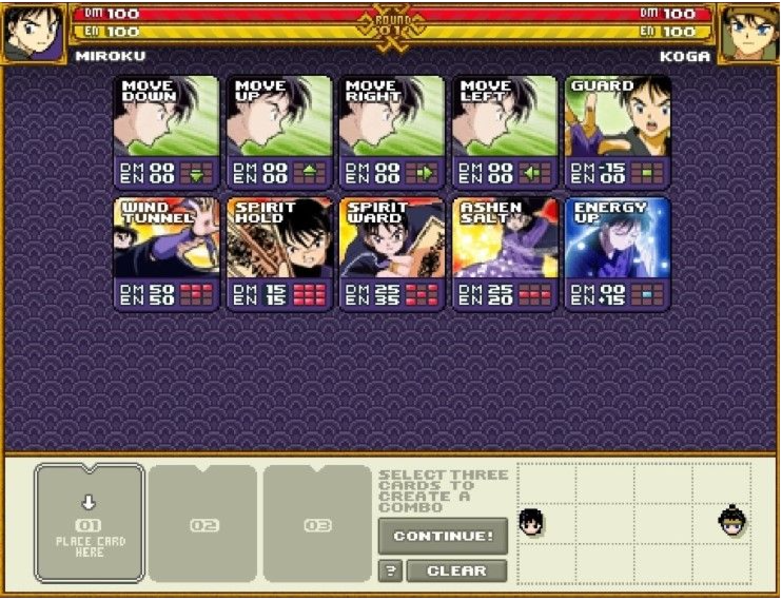 DM 100
DM 100
ROUND
01
EN 100
EN 100
MIROKU
KOGA
MOVE DOWN
MOVE UP
MOVE RIGHT
MOVE LEFT
GUARD
DM 00
EN 00
DM 00
EN 00
DM 00
EN 00
DM 00
EN 00
DM -15
EN 00
WIND TUNNEL
SPIRIT HOLD
SPIRIT WARD
ASHEN SALT
ENERGY UP
DM 50
EN 50
DM 15
EN 15
DM 25
EN 35
DM 25
EN 20
DM 00
EN +15
01
PLACE CARD
HERE
02
03
SELECT THREE
CARDS TO
CREATE A
COMBO
CONTINUE!
?
CLEAR